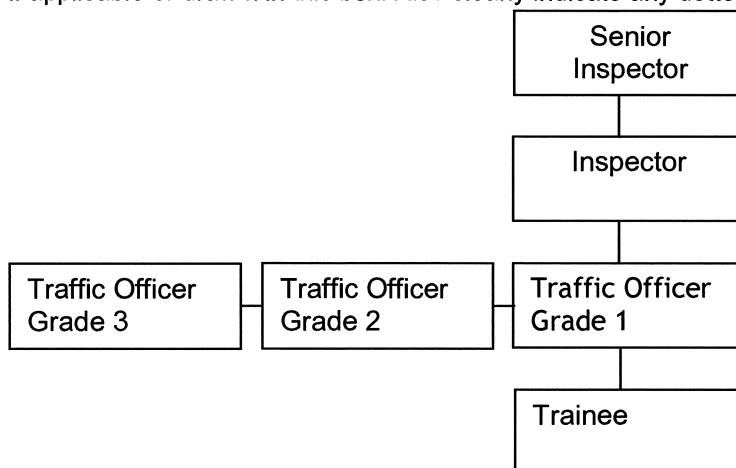 Senior
Inspector
Inspector
Traffic Officer
Grade 3
Traffic Officer
Grade 2
Traffic Officer
Grade 1
Trainee